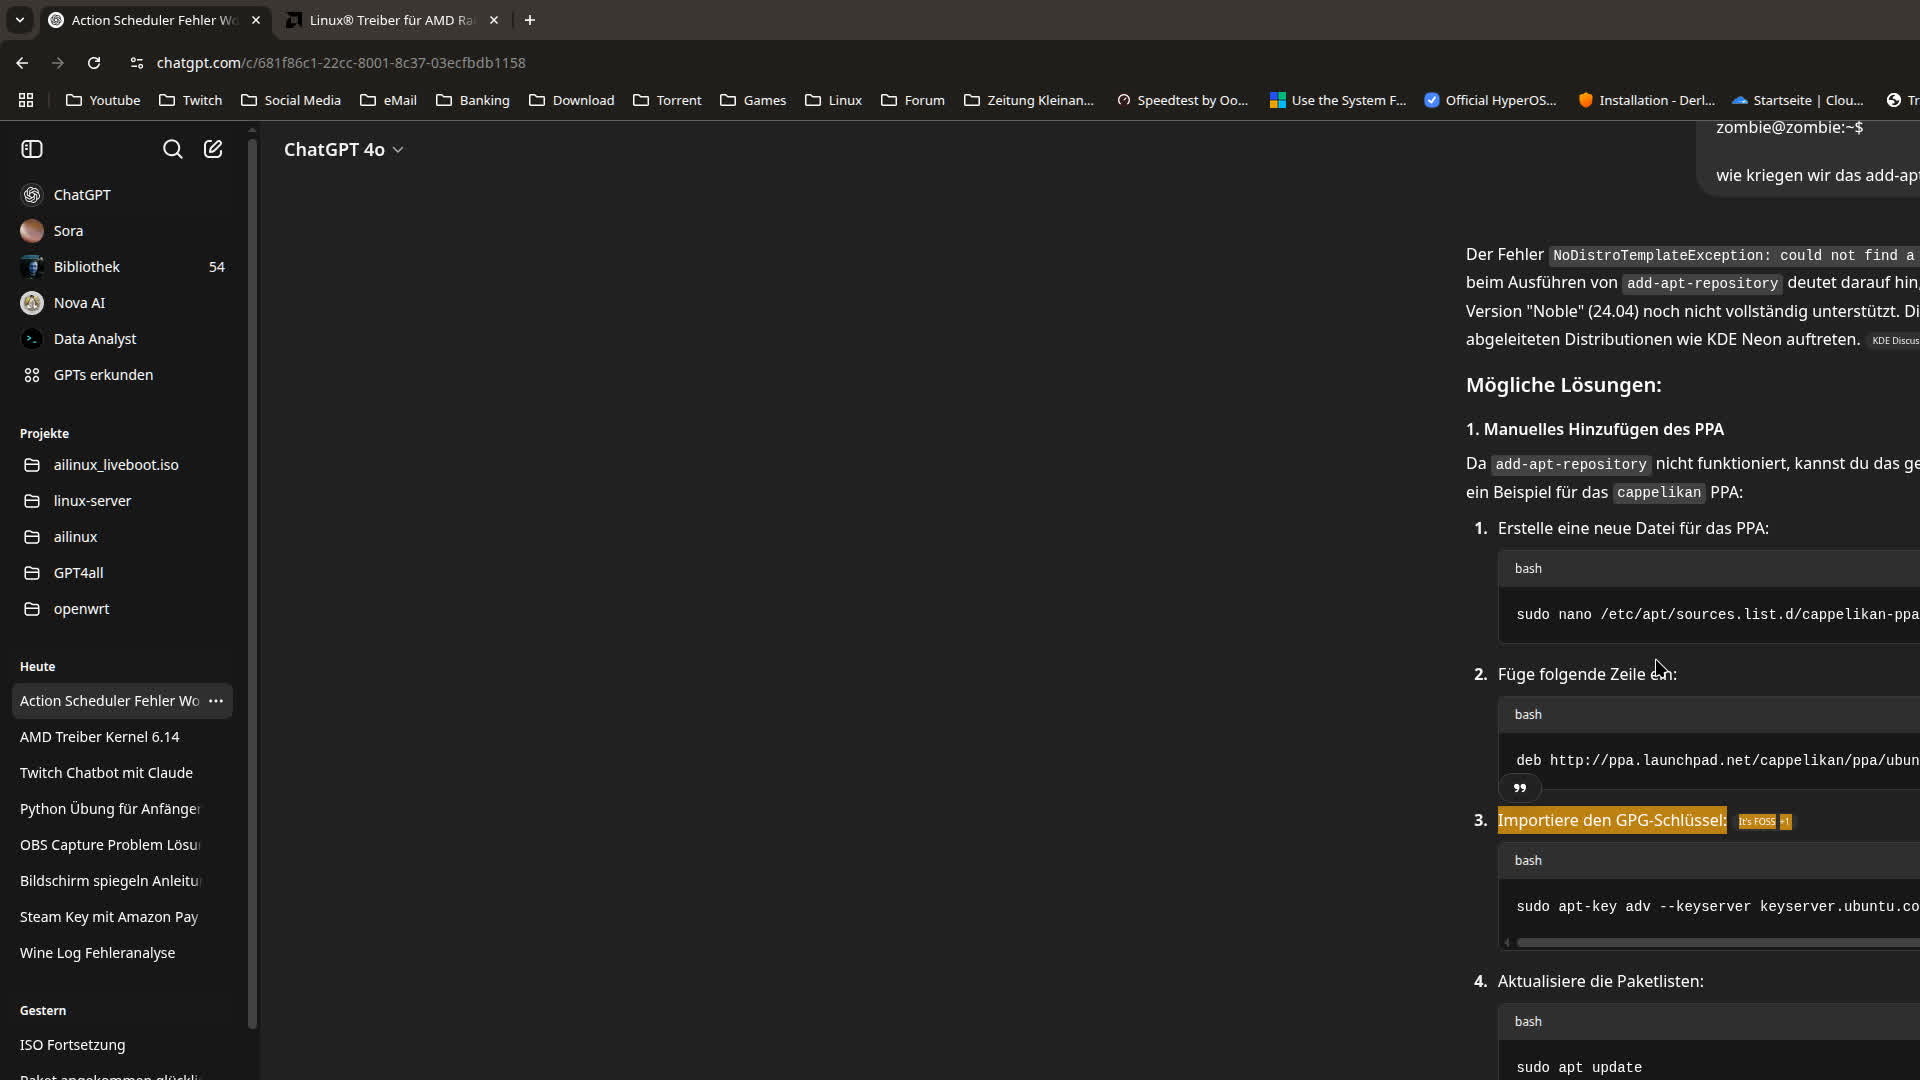 Action Scheduler Fehler Wo
Linux® Treiber für AMD Ra
chatgpt.com/c/681f86c1-22cc-8001-8c37-03ecfbdb1158
Youtube
Twitch
Social Media
eMail
Banking
Download
Torrent
Games
Linux
Forum
Zeitung Kleinan...
Speedtest by Oo...
Use the System F...
Official HyperOS...
Installation - Derl...
Startseite | Clou...
Tr
ChatGPT
Sora
Bibliothek 54
Nova AI
Data Analyst
GPTs erkunden
Projekte
ailinux_liveboot.iso
linux-server
ailinux
GPT4all
openwrt
Heute
Action Scheduler Fehler Wo
AMD Treiber Kernel 6.14
Twitch Chatbot mit Claude
Python Übung für Anfänger
OBS Capture Problem Lösu
Bildschirm spiegeln Anleitu
Steam Key mit Amazon Pay
Wine Log Fehleranalyse
Gestern
ISO Fortsetzung
Paket angekommen glückli
ChatGPT 4o
zombie@zombie:~$
wie kriegen wir das add-apt
Der Fehler NoDistroTemplateException: could not find a
beim Ausführen von add-apt-repository deutet darauf hin,
Version "Noble" (24.04) noch nicht vollständig unterstützt. Di
abgeleiteten Distributionen wie KDE Neon auftreten. KDE Discus
Mögliche Lösungen:
1. Manuelles Hinzufügen des PPA
Da add-apt-repository nicht funktioniert, kannst du das ge
ein Beispiel für das cappelikan PPA:
1. Erstelle eine neue Datei für das PPA:
bash
sudo nano /etc/apt/sources.list.d/cappelikan-ppa
2. Füge folgende Zeile ein:
bash
deb http://ppa.launchpad.net/cappelikan/ppa/ubun
3. Importiere den GPG-Schlüssel: It's FOSS +1
bash
sudo apt-key adv --keyserver keyserver.ubuntu.co
4. Aktualisiere die Paketlisten:
bash
sudo apt update